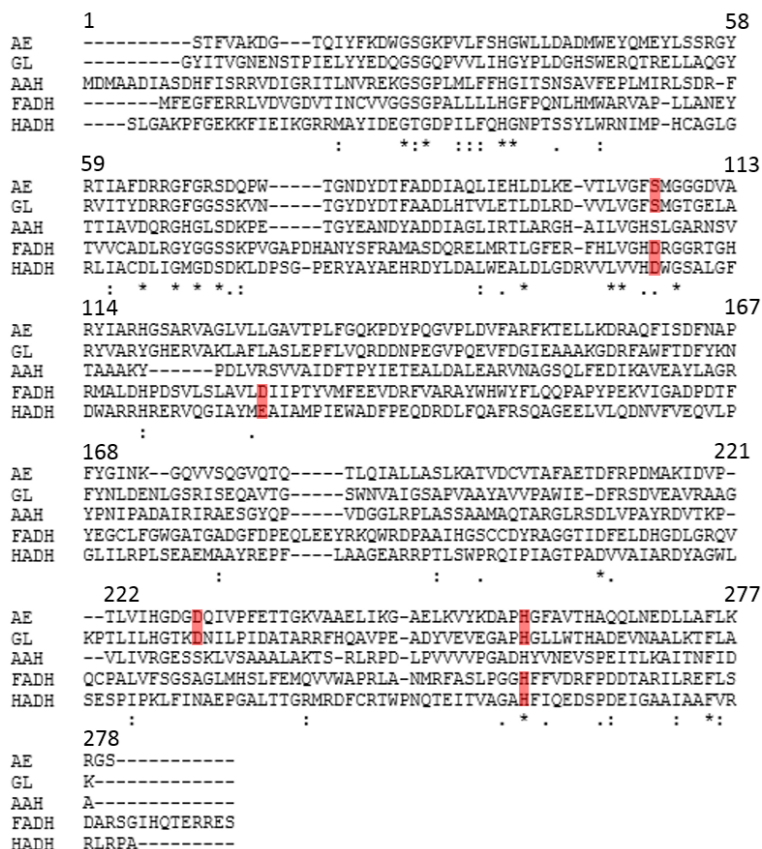 1 58
AE ----------STFVAKDG---TQIYFKDWGSGKPVLFSHGWLLDADMWEYQMEYLSSRGY
GL ---------GYITVGNENSTPIELYYEDQGSGQPVVLIHGYPLDGHSWERQTRELLAQGY
AAH MDMAADIASDHFISRRVDIGRITLNVREKGSGPLMLFFHGITSNSAVFEPLMIRLSDR-F
FADH -------MFEGFERRLVDVGDVTINCVVGGSGPALLLLHGFPQNLHMWARVAP-LLANEY
HADH ----SLGAKPFGEKKFIEIKGRRMAYIDEGTGDPILFQHGNPTSSYLWRNIMP-HCAGLG
: *:* ::: ** . :
59 113
AE RTIAFDRRGFGRSDQPW-----TGNDYDTFADDIAQLIEHLDLKE-VTLVGFSMGGGDVA
GL RVITYDRRGFGGSSKVN-----TGYDYDTFAADLHTVLETLDLRD-VVLVGFSMGTGELA
AAH TTIAVDQRGHGLSDKPE-----TGYEANDYADDIAGLIRTLARGH-AILVGHSLGARNSV
FADH TVVCADLRGYGGSSKPVGAPDHANYSFRAMASDQRELMRTLGFER-FHLVGHDRGGRTGH
HADH RLIACDLIGMGDSDKLDPSG-PERYAYAEHRDYLDALWEALDLGDRVVLVVHDWGSALGF
: * * * *.: : . * ** .. *
114 167
AE RYIARHGSARVAGLVLLGAVTPLFGQKPDYPQGVPLDVFARFKTELLKDRAQFISDFNAP
GL RYVARYGHERVAKLAFLASLEPFLVQRDDNPEGVPQEVFDGIEAAAKGDRFAWFTDFYKN
AAH TAAAKY------PDLVRSVVAIDFTPYIETEALDALEARVNAGSQLFEDIKAVEAYLAGR
FADH RMALDHPDSVLSLAVLDIIPTYVMFEEVDRFVARAYWHWYFLQQPAPYPEKVIGADPDTF
HADH DWARRHRERVQGIAYMEAIAMPIEWADFPEQDRDLFQAFRSQAGEELVLQDNVFVEQVLP
: .
168 221
AE FYGINK--GQVVSQGVQTQ-----TLQIALLASLKATVDCVTAFAETDFRPDMAKIDVP-
GL FYNLDENLGSRISEQAVTG-----SWNVAIGSAPVAAYAVVPAWIE-DFRSDVEAVRAAG
AAH YPNIPADAIRIRAESGYQP-----VDGGLRPLASSAAMAQTARGLRSDLVPAYRDVTKP-
FADH YEGCLFGWGATGADGFDPEQLEEYRKQWRDPAAIHGSCCDYRAGGTIDFELDHGDLGRQV
HADH GLILRPLSEAEMAAYREPF----LAAGEARRPTLSWPRQIPIAGTPADVVAIARDYAGWL
: : . *.
222 277
AE --TLVIHGDGDQIVPFETTGKVAAELIKG-AELKVYKDAPHGFAVTHAQQLNEDLLAFLK
GL KPTLILHGTKDNILPIDATARRFHQAVPE-ADYVEVEGAPHGLLWTHADEVNAALKTFLA
AAH --VLIVRGESSKLVSAAALAKTS-RLRPD-LPVVVVPGADHYVNEVSPEITLKAITNFID
FADH QCPALVFSGSAGLMHSLFEMQVVWAPRLA-NMRFASLPGGHFFVDRFPDDTARILREFLS
HADH SESPIPKLFINAEPGALTTGRMRDFCRTWPNQTEITVAGAHFIQEDSPDEIGAAIAAFVR
: : . * . .: : *:
278
AE RGS------------
GL K--------------
AAH A--------------
FADH DARSGIHQTERRES
HADH RLRPA----------